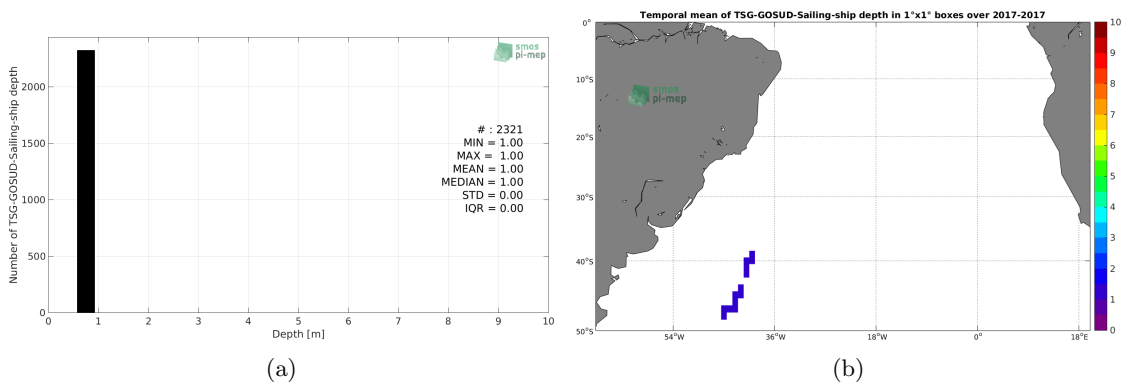 Temporal mean of TSG-GOSUD-Sailing-ship depth in 1°x1° boxes over 2017-2017
Number of TSG-GOSUD-Sailing-ship depth
2000
1500
1000
500
0
smos
pi-mep
# : 2321
MIN = 1.00
MAX = 1.00
MEAN = 1.00
MEDIAN = 1.00
STD = 0.00
IQR = 0.00
0 1 2 3 4 5 6 7 8 9 10
Depth [m]
(a)
0°
10°S
20°S
30°S
40°S
50°S
smos
pi-mep
54°W 36°W 18°W 0° 18°E
10
9
8
7
6
5
4
3
2
1
0
(b)